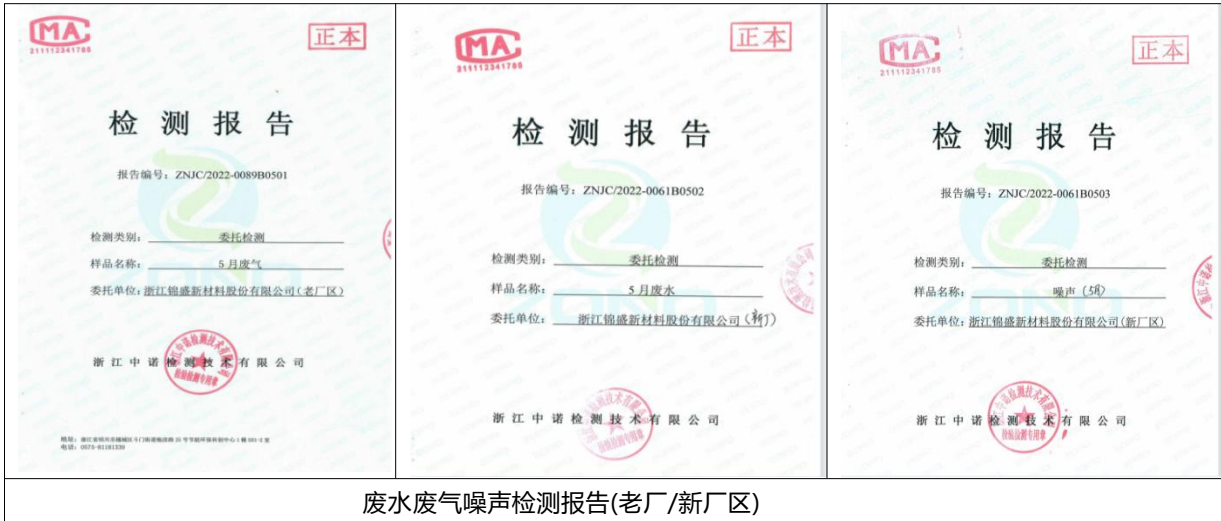 CMA
211112341788
正本
检测报告
报告编号：ZNJC/2022-0089B0501
检测类别：委托检测
样品名称：5月废气
委托单位：浙江锦盛新材料股份有限公司(老厂区)
浙江中诺检测技术有限公司
CMA
211112341788
正本
检测报告
报告编号：ZNJC/2022-0061B0502
检测类别：委托检测
样品名称：5月废水
委托单位：浙江锦盛新材料股份有限公司(新厂)
浙江中诺检测技术有限公司
CMA
211112341788
正本
检测报告
报告编号：ZNJC/2022-0061B0503
检测类别：委托检测
样品名称：噪声(5月)
委托单位：浙江锦盛新材料股份有限公司(新厂区)
浙江中诺检测技术有限公司
废水废气噪声检测报告(老厂/新厂区)